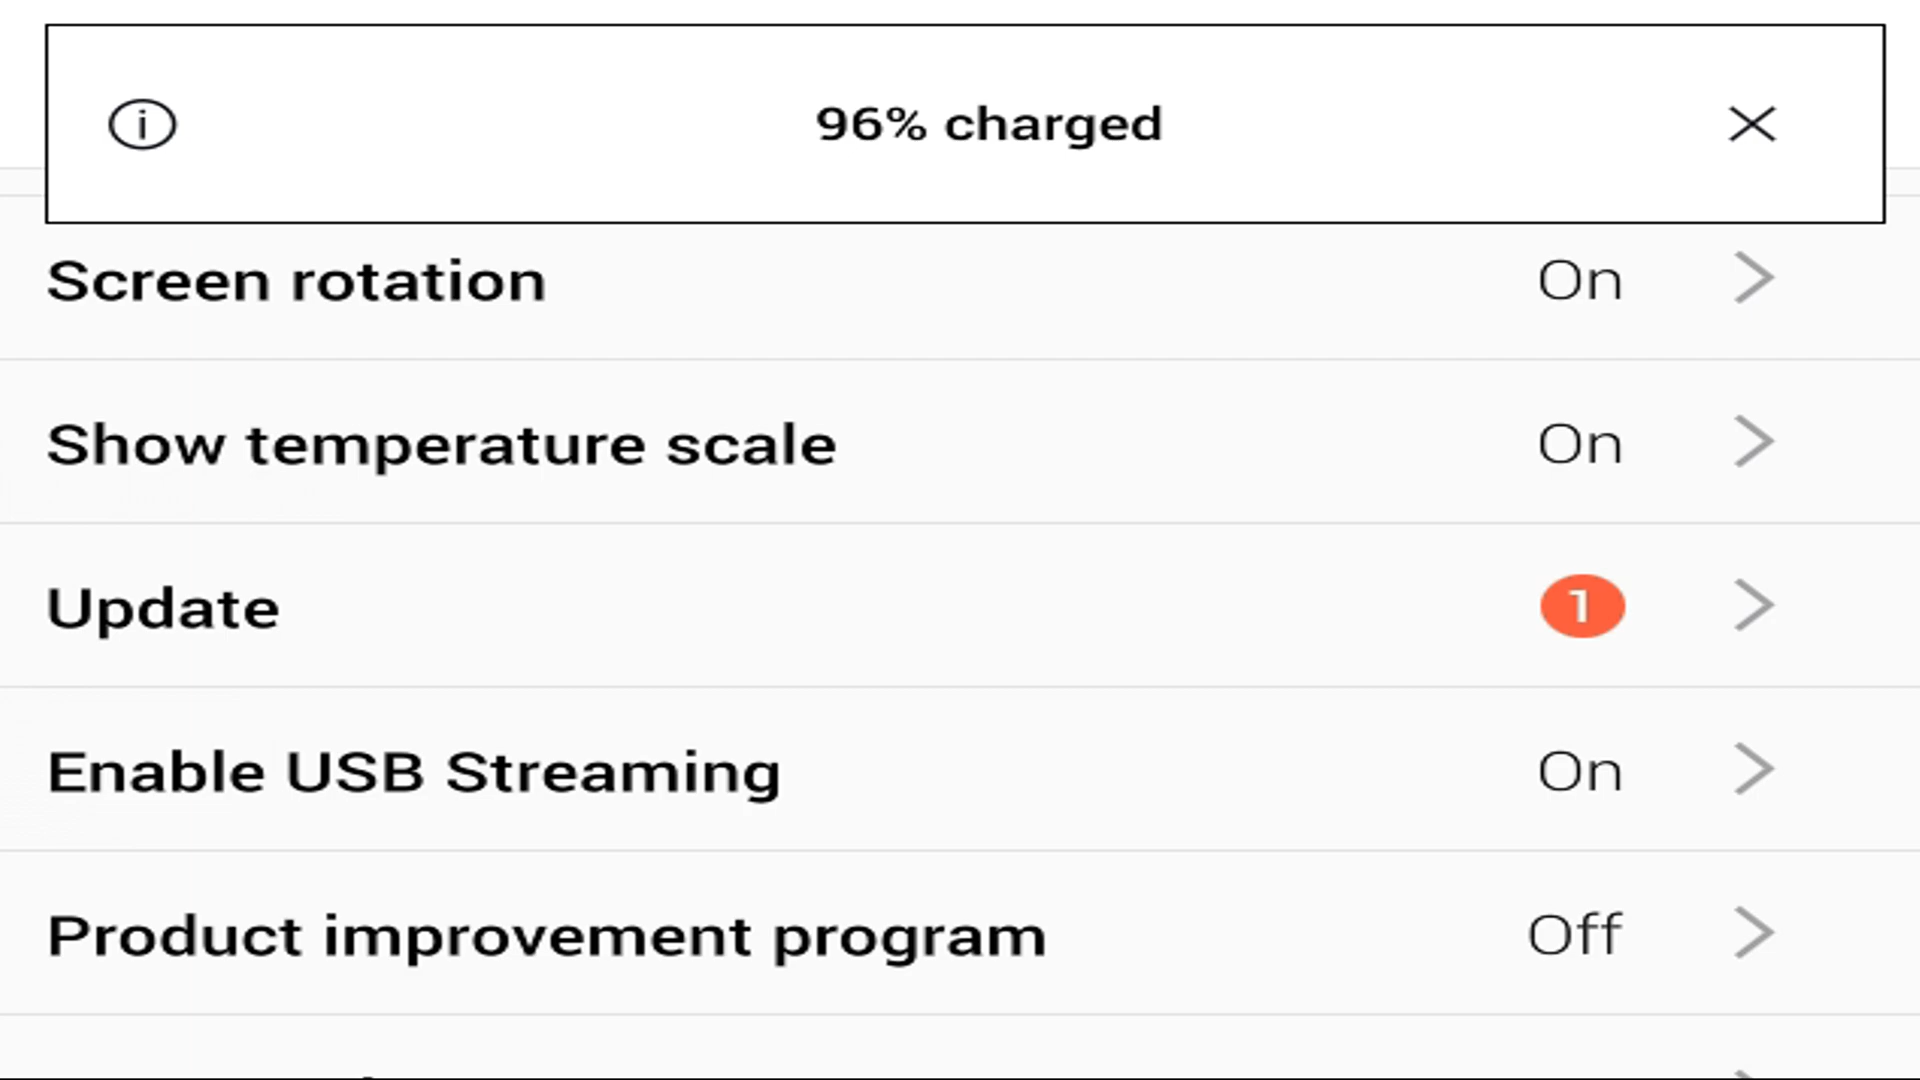 96% charged
Screen rotation On
Show temperature scale On
Update 1
Enable USB Streaming On
Product improvement program Off